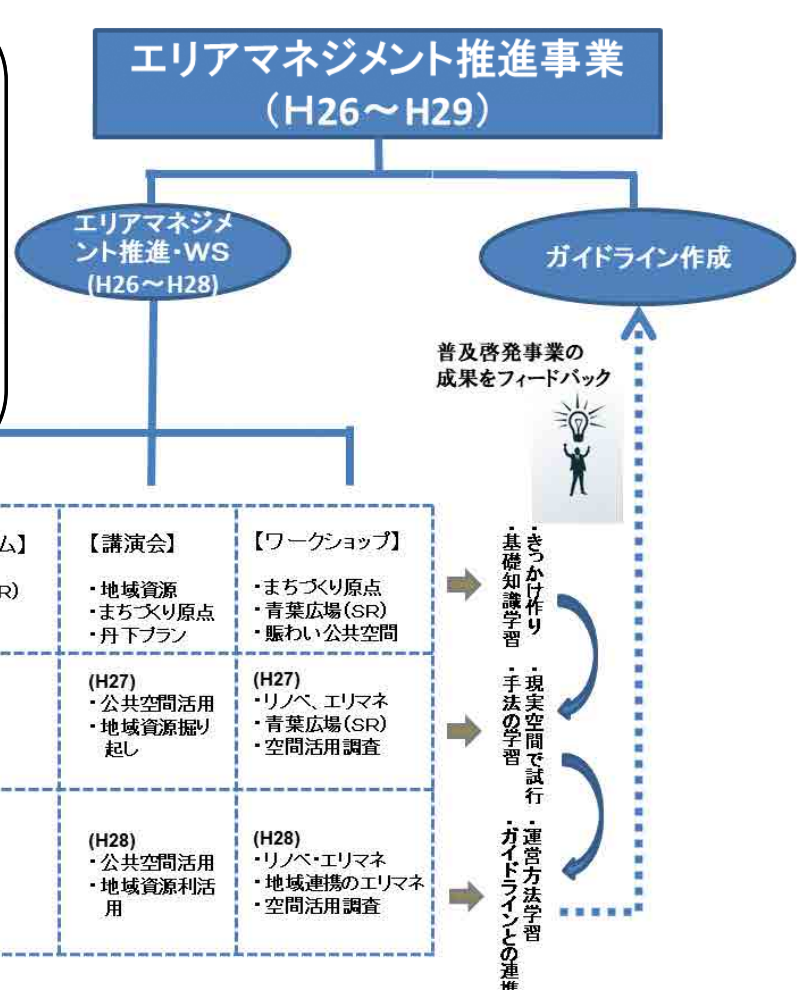 エリアマネジメント推進事業
（H26～H29）
エリアマネジメ
ント推進・WS
(H26～H28)
ガイドライン作成
普及啓発事業の
成果をフィードバック
ム】
R)
【講演会】
・地域資源
・まちづくり原点
・丹下プラン
【ワークショップ】
・まちづくり原点
・青葉広場(SR)
・賑わい公共空間
・きっかけ作り
・基礎知識学習
(H27)
・公共空間活用
・地域資源掘り
起し
(H27)
・リノベ、エリマネ
・青葉広場(SR)
・空間活用調査
・現実空間で試行
・手法の学習
(H28)
・公共空間活用
・地域資源利活
用
(H28)
・リノベ・エリマネ
・地域連携のエリマネ
・空間活用調査
・運営方法学習
・ガイドラインとの連携